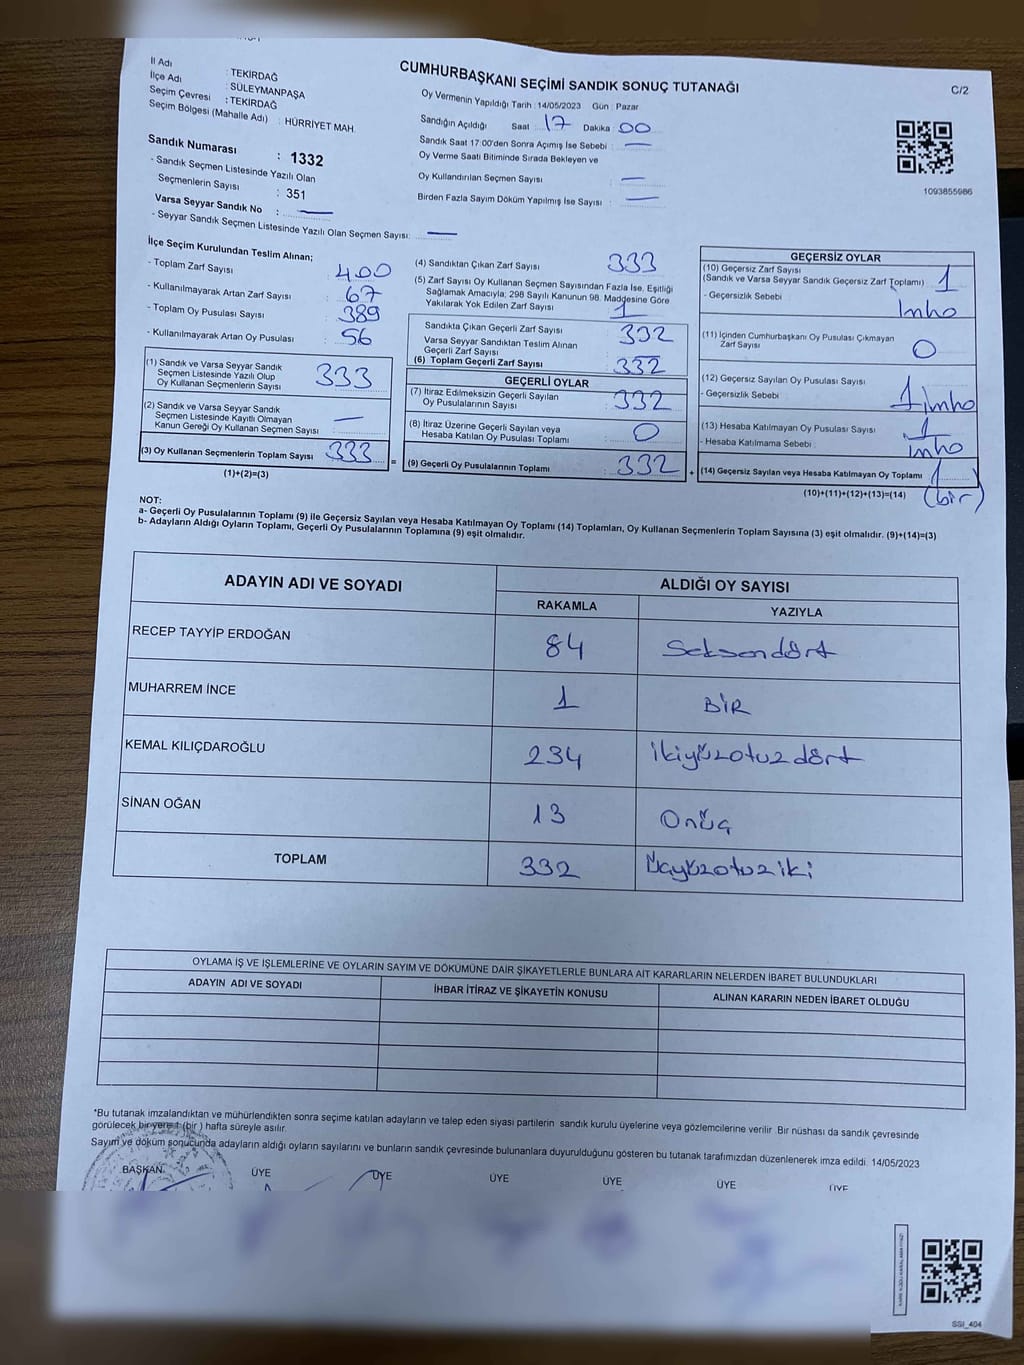 CUMHURBAŞKANI SEÇİMİ SANDIK SONUÇ TUTANAĞI
C/2
İl Adı : TEKİRDAĞ
İlçe Adı : SÜLEYMANPAŞA
Seçim Çevresi : TEKİRDAĞ
Seçim Bölgesi (Mahalle Adı) : HÜRRİYET MAH.
Sandık Numarası : 1332
- Sandık Seçmen Listesinde Yazılı Olan
Seçmenlerin Sayısı : 351
Varsa Seyyar Sandık No : —
- Seyyar Sandık Seçmen Listesinde Yazılı Olan Seçmen Sayısı: —
Oy Vermenin Yapıldığı Tarih : 14/05/2023 Gün : Pazar
Sandığın Açıldığı Saat : 17 Dakika : 00
Sandık Saat 17:00'den Sonra Açımış İse Sebebi : —
Oy Verme Saati Bitiminde Sırada Bekleyen ve
Oy Kullandırılan Seçmen Sayısı : —
Birden Fazla Sayım Döküm Yapılmış İse Sayısı : —
1093855986
İlçe Seçim Kurulundan Teslim Alınan;
- Toplam Zarf Sayısı : 400
- Kullanılmayarak Artan Zarf Sayısı : 67
- Toplam Oy Pusulası Sayısı : 389
- Kullanılmayarak Artan Oy Pusulası : 56
(1) Sandık ve Varsa Seyyar Sandık
Seçmen Listesinde Yazılı Olup
Oy Kullanan Seçmenlerin Sayısı : 333
(2) Sandık ve Varsa Seyyar Sandık
Seçmen Listesinde Kayıtlı Olmayan
Kanun Gereği Oy Kullanan Seçmen Sayısı : —
(3) Oy Kullanan Seçmenlerin Toplam Sayısı : 333
(1)+(2)=(3)
(4) Sandıktan Çıkan Zarf Sayısı : 333
(5) Zarf Sayısı Oy Kullanan Seçmen Sayısından Fazla İse, Eşitliği
Sağlamak Amacıyla; 298 Sayılı Kanunun 98. Maddesine Göre
Yakılarak Yok Edilen Zarf Sayısı : 1
Sandıkta Çıkan Geçerli Zarf Sayısı : 332
Varsa Seyyar Sandıktan Teslim Alınan
Geçerli Zarf Sayısı
(6) Toplam Geçerli Zarf Sayısı : 332
GEÇERLİ OYLAR
(7) İtiraz Edilmeksizin Geçerli Sayılan
Oy Pusulalarının Sayısı : 332
(8) İtiraz Üzerine Geçerli Sayılan veya
Hesaba Katılan Oy Pusulası Toplamı : 0
= (9) Geçerli Oy Pusulalarının Toplamı : 332
GEÇERSİZ OYLAR
(10) Geçersiz Zarf Sayısı
(Sandık ve Varsa Seyyar Sandık Geçersiz Zarf Toplamı) : 1
- Geçersizlik Sebebi : imha
(11) İçinden Cumhurbaşkanı Oy Pusulası Çıkmayan
Zarf Sayısı : 0
(12) Geçersiz Sayılan Oy Pusulası Sayısı : 1
- Geçersizlik Sebebi : imha
(13) Hesaba Katılmayan Oy Pusulası Sayısı : 1
- Hesaba Katılmama Sebebi : imha
+ (14) Geçersiz Sayılan veya Hesaba Katılmayan Oy Toplamı : 1
(10)+(11)+(12)+(13)=(14) (bir)
NOT:
a- Geçerli Oy Pusulalarının Toplamı (9) ile Geçersiz Sayılan veya Hesaba Katılmayan Oy Toplamı (14) Toplamları, Oy Kullanan Seçmenlerin Toplam Sayısına (3) eşit olmalıdır. (9)+(14)=(3)
b- Adayların Aldığı Oyların Toplamı, Geçerli Oy Pusulalarının Toplamına (9) eşit olmalıdır.
ADAYIN ADI VE SOYADI ALDIĞI OY SAYISI
RAKAMLA YAZIYLA
RECEP TAYYİP ERDOĞAN 84 Seksendört
MUHARREM İNCE 1 BİR
KEMAL KILIÇDAROĞLU 234 ikiyüzotuzdört
SİNAN OĞAN 13 Onüç
TOPLAM 332 Üçyüzotuziki
OYLAMA İŞ VE İŞLEMLERİNE VE OYLARIN SAYIM VE DÖKÜMÜNE DAİR ŞİKAYETLERLE BUNLARA AİT KARARLARIN NELERDEN İBARET BULUNDUKLARI
ADAYIN ADI VE SOYADI İHBAR İTİRAZ VE ŞİKAYETİN KONUSU ALINAN KARARIN NEDEN İBARET OLDUĞU
*Bu tutanak imzalandıktan ve mühürlendikten sonra seçime katılan adayların ve talep eden siyasi partilerin sandık kurulu üyelerine veya gözlemcilerine verilir. Bir nüshası da sandık çevresinde
görülecek bir yere 1 (bir) hafta süreyle asılır.
Sayım ve döküm sonucunda adayların aldığı oyların sayılarını ve bunların sandık çevresinde bulunanlara duyurulduğunu gösteren bu tutanak tarafımızdan düzenlenerek imza edildi. 14/05/2023
BAŞKAN ÜYE ÜYE ÜYE ÜYE ÜYE ÜYE
SSI_404